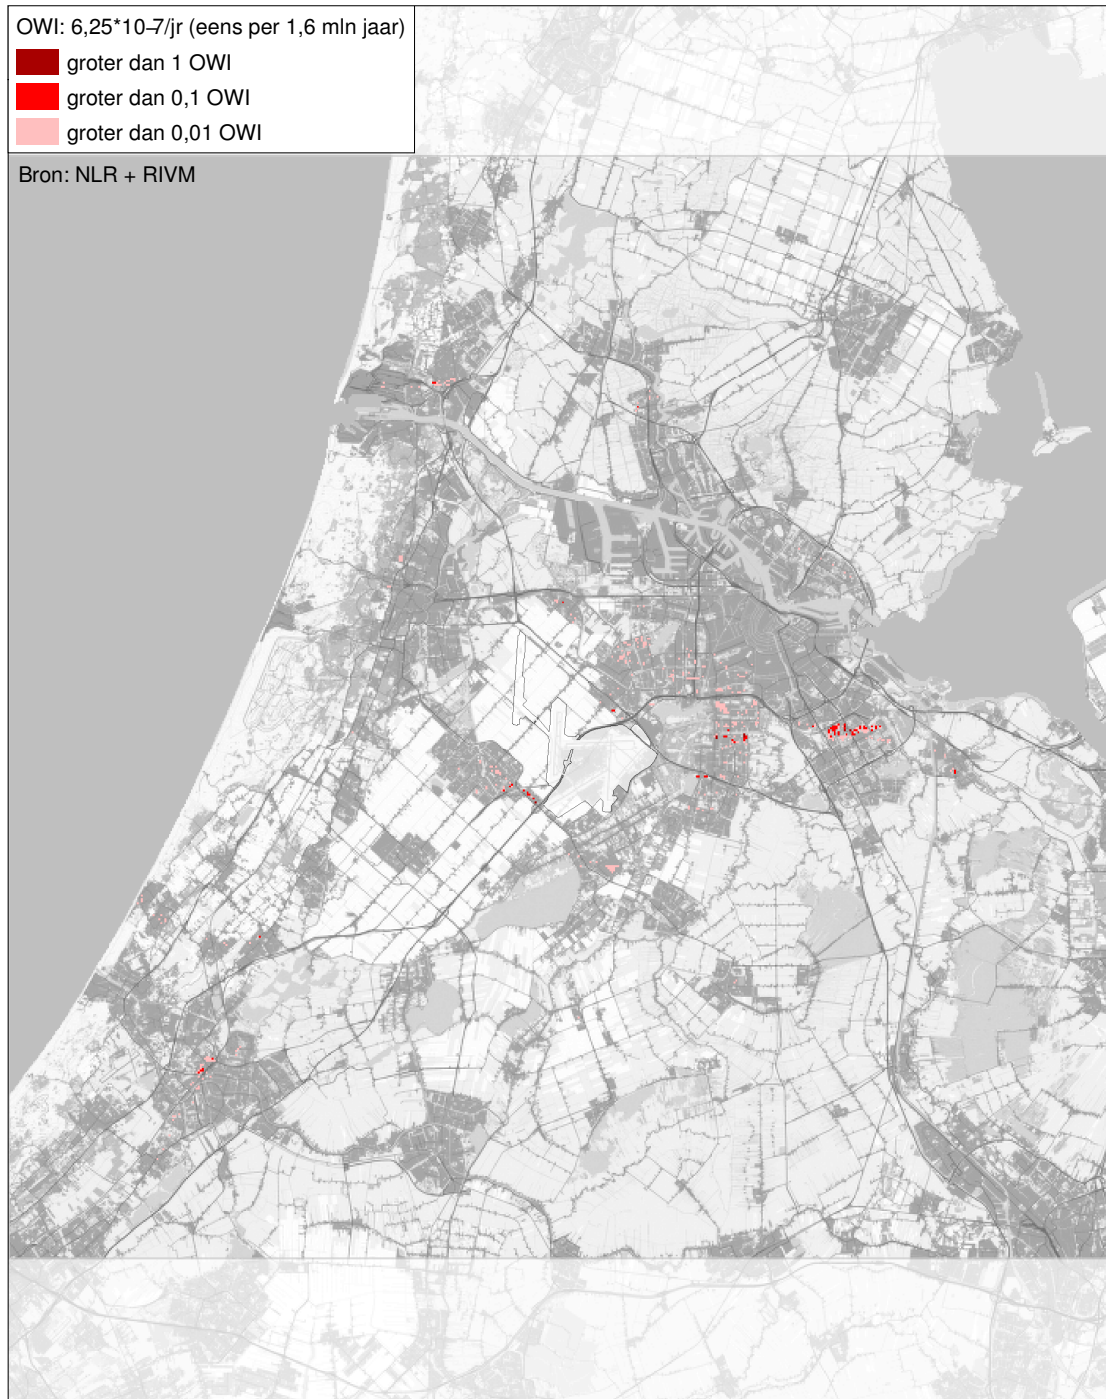 OWI: 6,25*10–7/jr (eens per 1,6 mln jaar)
groter dan 1 OWI
groter dan 0,1 OWI
groter dan 0,01 OWI
Bron: NLR + RIVM